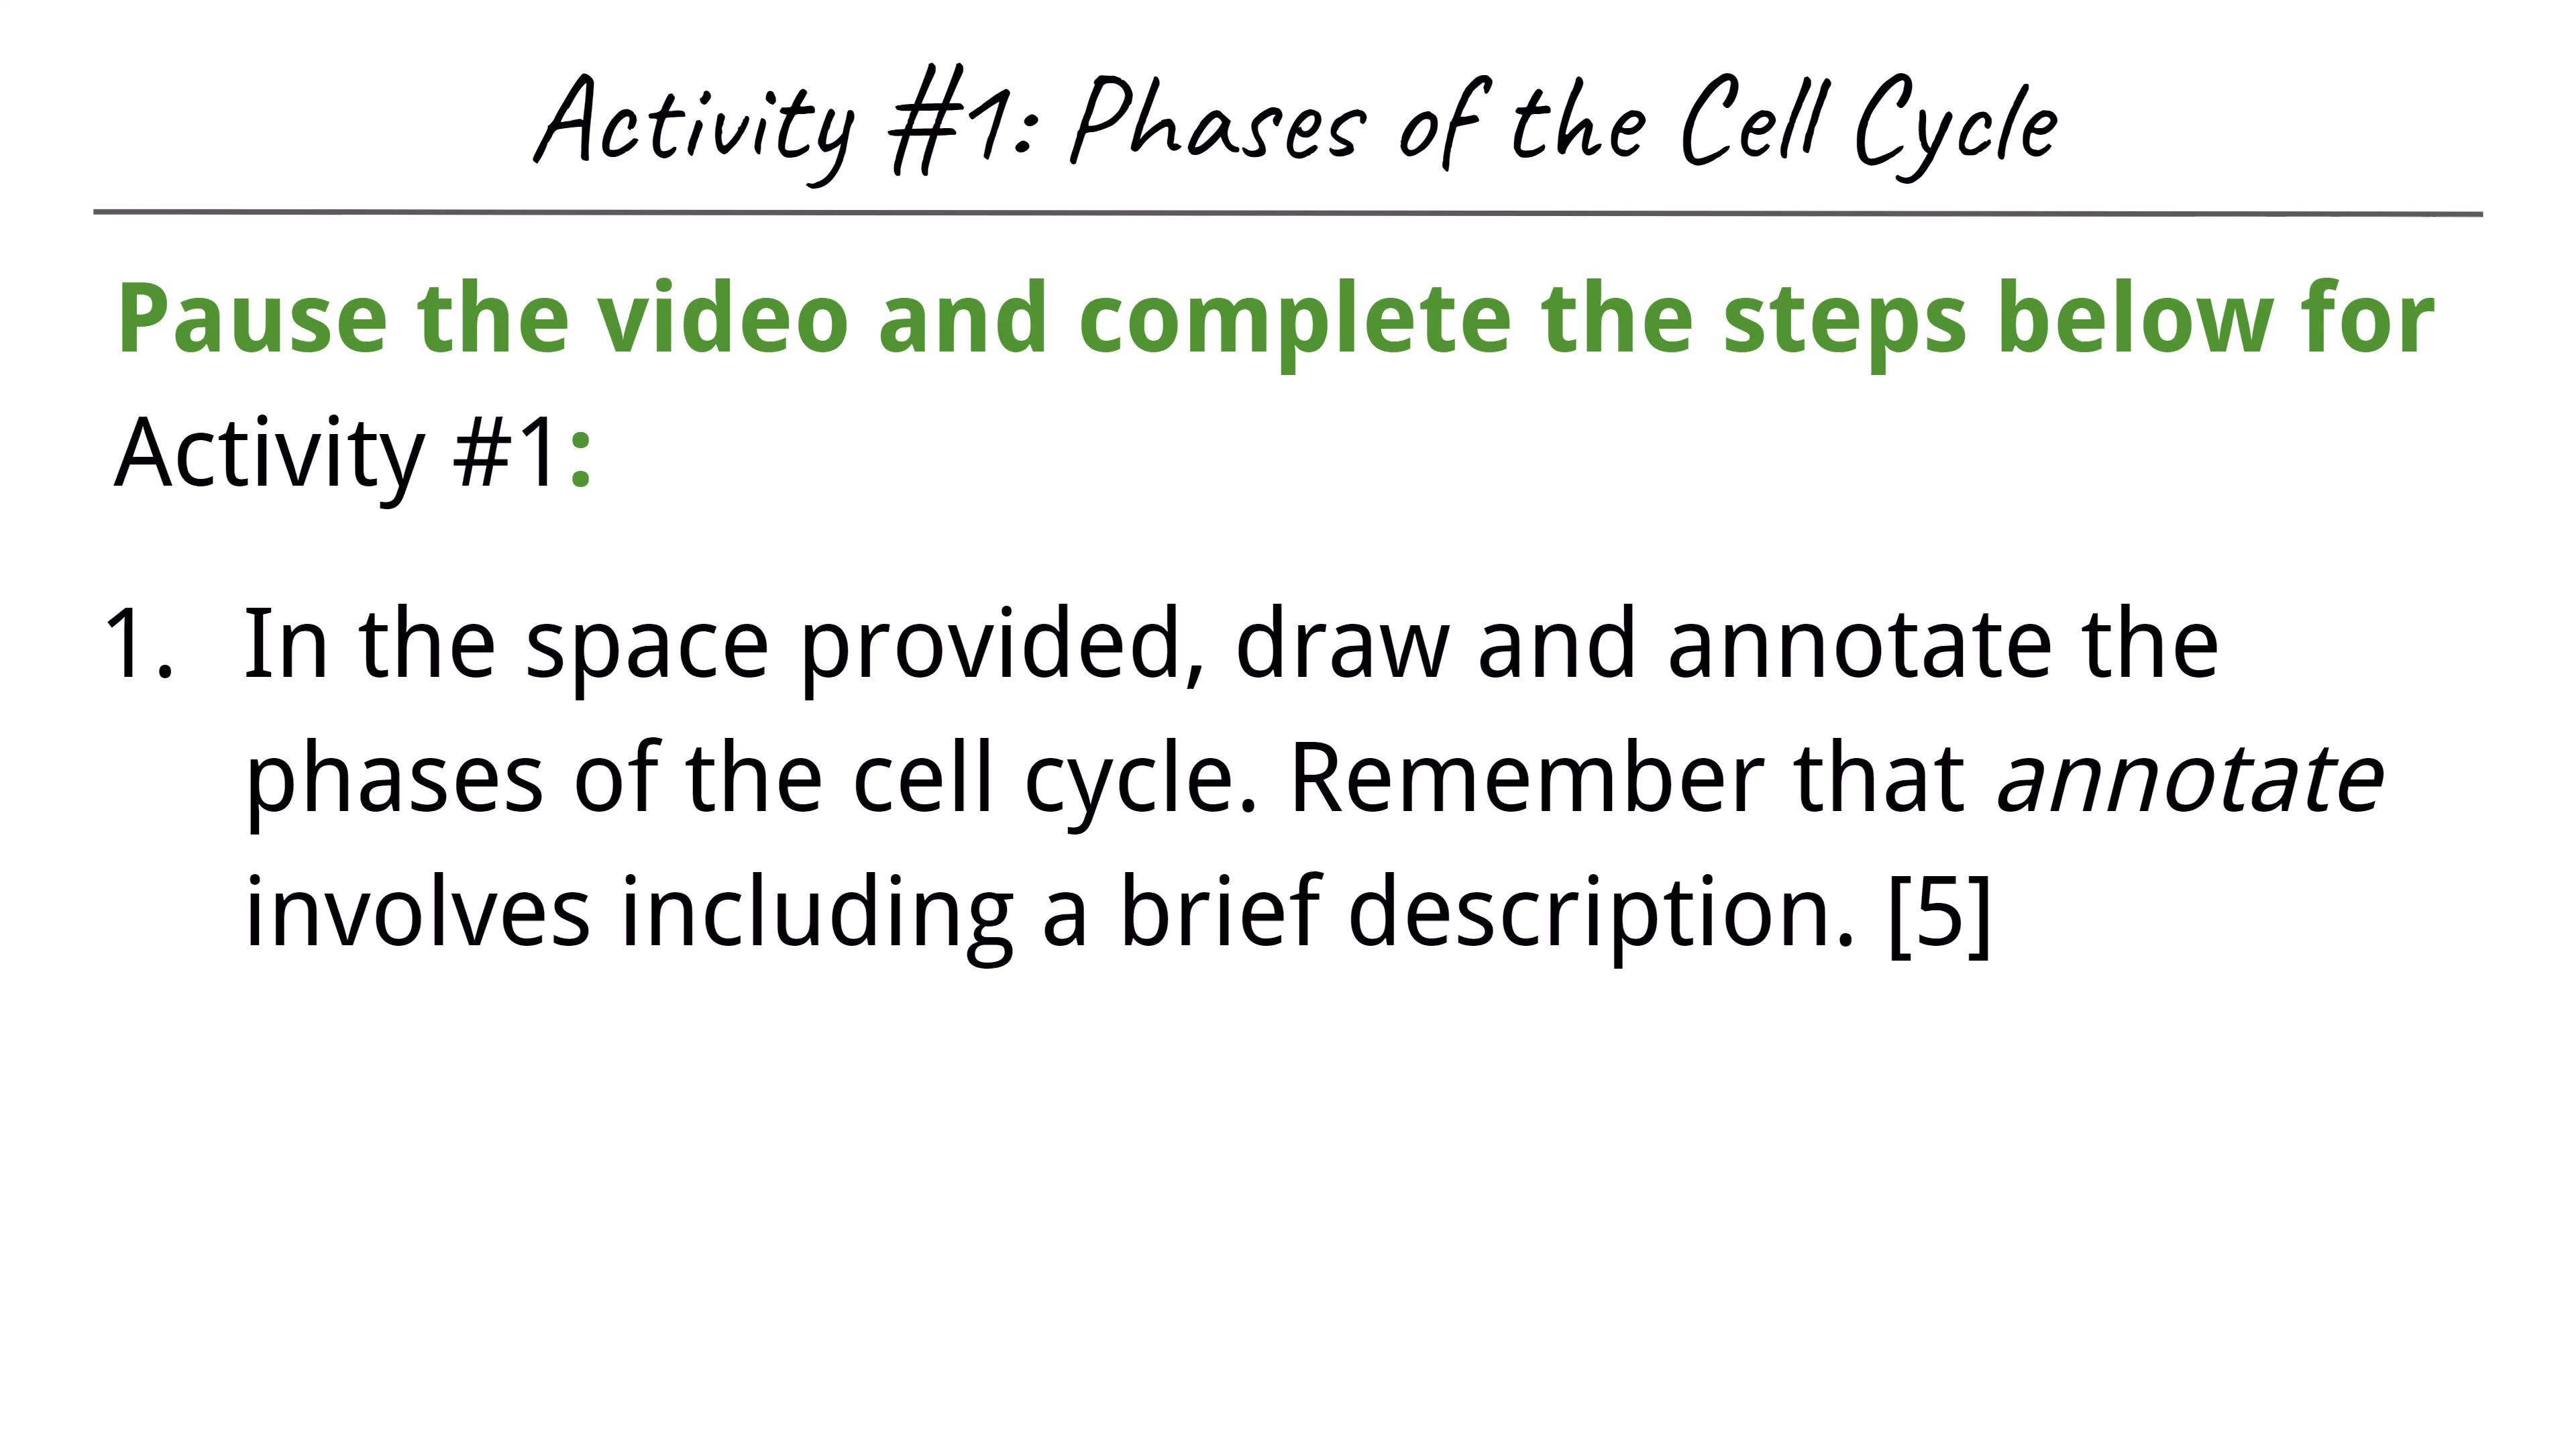 Activity #1: Phases of the Cell Cycle
Pause the video and complete the steps below for
Activity #1:
1. In the space provided, draw and annotate the
phases of the cell cycle. Remember that annotate
involves including a brief description. [5]